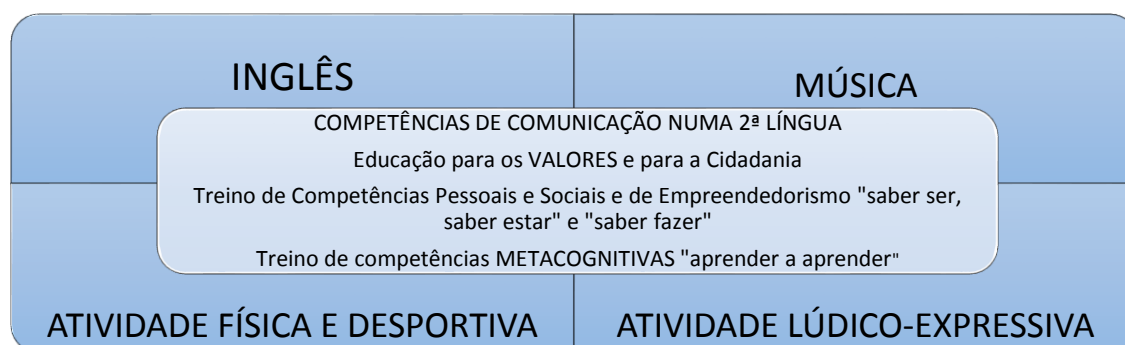 INGLÊS
MÚSICA
COMPETÊNCIAS DE COMUNICAÇÃO NUMA 2ª LÍNGUA
Educação para os VALORES e para a Cidadania
Treino de Competências Pessoais e Sociais e de Empreendedorismo "saber ser,
saber estar" e "saber fazer"
Treino de competências METACOGNITIVAS "aprender a aprender"
ATIVIDADE FÍSICA E DESPORTIVA
ATIVIDADE LÚDICO-EXPRESSIVA